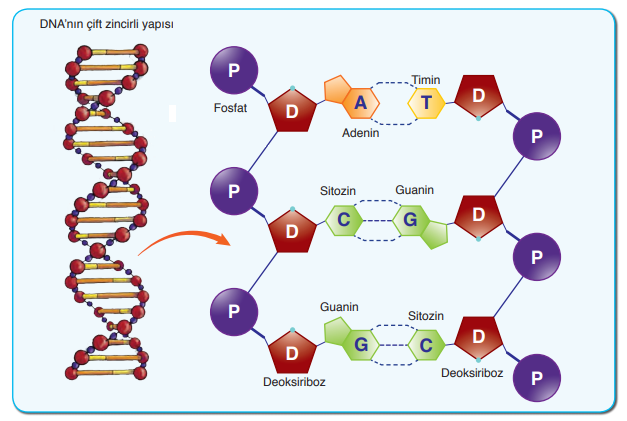 DNA'nın çift zincirli yapısı
P
Timin
D
A
T
D
Fosfat
Adenin
P
P
Sitozin
Guanin
D
C
G
D
P
P
Guanin
Sitozin
D
G
C
D
Deoksiriboz
Deoksiriboz
P